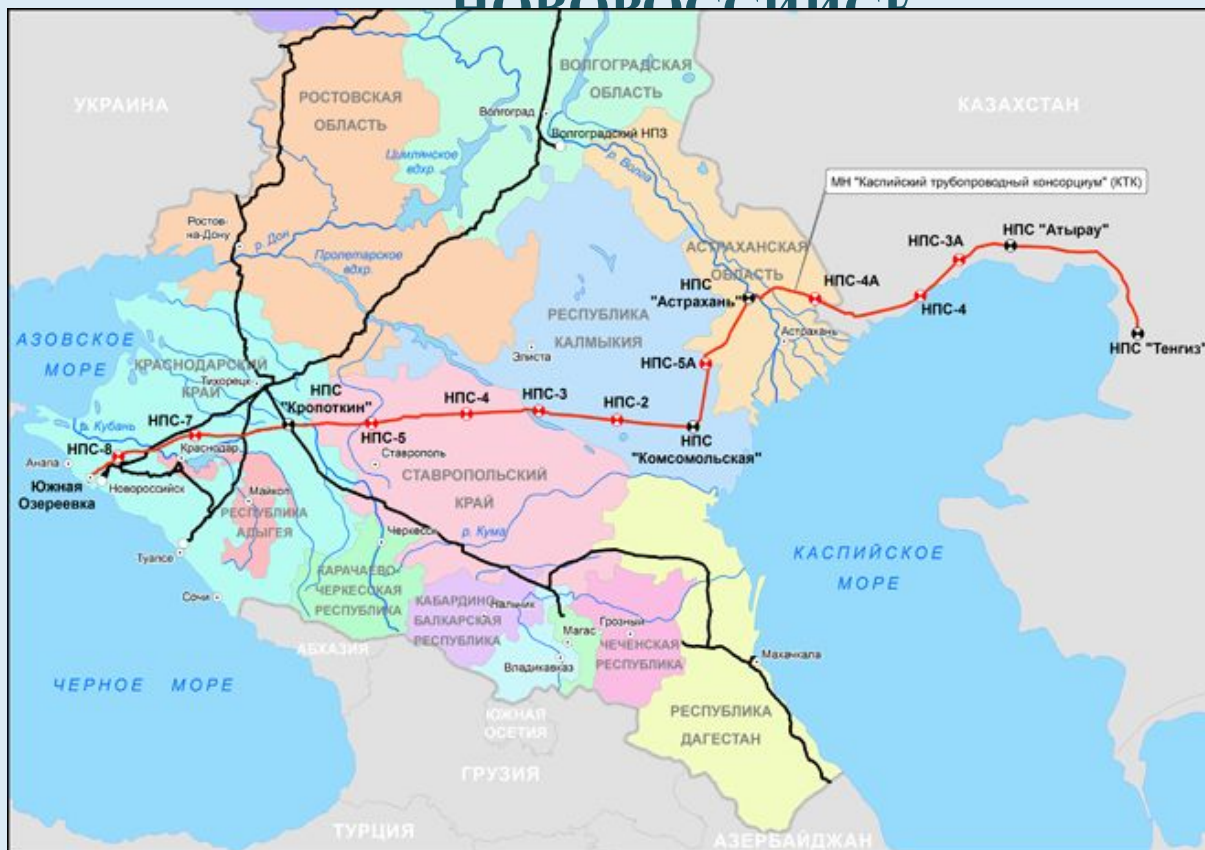 НОВОРОССИЙСК
УКРАИНА
РОСТОВСКАЯ
ОБЛАСТЬ
ВОЛГОГРАДСКАЯ
ОБЛАСТЬ
КАЗАХСТАН
Волгоград
Волгоградский НПЗ
Цимлянское
вдхр.
р. Волга
МН "Каспийский трубопроводный консорциум" (КТК)
Ростов-
на-Дону
р. Дон
Пролетарское
вдхр.
АСТРАХАНСКАЯ
ОБЛАСТЬ
НПС-3А
НПС "Атырау"
НПС
"Астрахань"
НПС-4А
НПС-4
РЕСПУБЛИКА
КАЛМЫКИЯ
Астрахань
НПС "Тенгиз"
АЗОВСКОЕ
МОРЕ
Элиста
НПС-5А
КРАСНОДАРСКИЙ
КРАЙ
Тихорецк
НПС
"Кропоткин"
НПС-4
НПС-3
НПС-2
р. Кубань
НПС-7
НПС-5
НПС
"Комсомольская"
НПС-8
Анапа
Краснодар
Ставрополь
Южная
Озереевка
Новороссийск
СТАВРОПОЛЬСКИЙ
КРАЙ
Майкоп
РЕСПУБЛИКА
АДЫГЕЯ
Черкесск
р. Кума
Туапсе
КАСПИЙСКОЕ
МОРЕ
Сочи
КАРАЧАЕВО-
ЧЕРКЕССКАЯ
РЕСПУБЛИКА
КАБАРДИНО-
БАЛКАРСКАЯ
РЕСПУБЛИКА
Нальчик
Магас
Грозный
ЧЕЧЕНСКАЯ
РЕСПУБЛИКА
АБХАЗИЯ
Владикавказ
Махачкала
ЧЕРНОЕ МОРЕ
ЮЖНАЯ
ОСЕТИЯ
РЕСПУБЛИКА
ДАГЕСТАН
ГРУЗИЯ
ТУРЦИЯ
АЗЕРБАЙДЖАН